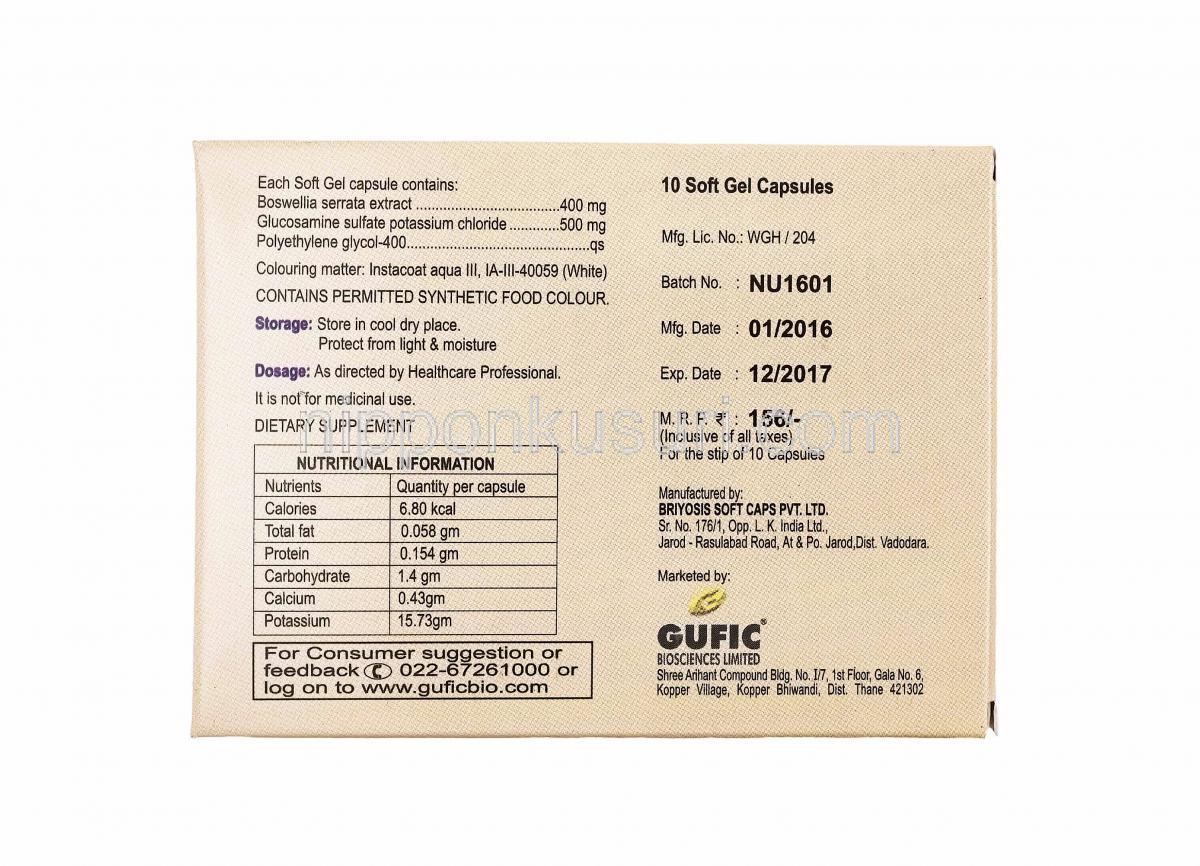 Each Soft Gel capsule contains:
Boswellia serrata extract ..................................400 mg
Glucosamine sulfate potassium chloride ............500 mg
Polyethylene glycol-400...........................................qs
Colouring matter: Instacoat aqua III, IA-III-40059 (White)
CONTAINS PERMITTED SYNTHETIC FOOD COLOUR.
Storage: Store in cool dry place.
Protect from light & moisture
Dosage: As directed by Healthcare Professional.
It is not for medicinal use.
DIETARY SUPPLEMENT
NUTRITIONAL INFORMATION
Nutrients Quantity per capsule
Calories 6.80 kcal
Total fat 0.058 gm
Protein 0.154 gm
Carbohydrate 1.4 gm
Calcium 0.43gm
Potassium 15.73gm
For Consumer suggestion or
feedback 022-67261000 or
log on to www.guficbio.com
10 Soft Gel Capsules
Mfg. Lic. No.: WGH / 204
Batch No. : NU1601
Mfg. Date : 01/2016
Exp. Date : 12/2017
M. R. P. ₹ : 156/-
(Inclusive of all taxes)
For the stip of 10 Capsules
Manufactured by:
BRIYOSIS SOFT CAPS PVT. LTD.
Sr. No. 176/1, Opp. L. K. India Ltd.,
Jarod - Rasulabad Road, At & Po. Jarod,Dist. Vadodara.
Marketed by:
GUFIC®
BIOSCIENCES LIMITED
Shree Arihant Compound Bldg. No. I/7, 1st Floor, Gala No. 6,
Kopper Village, Kopper Bhiwandi, Dist. Thane 421302
nipponkusuri.com